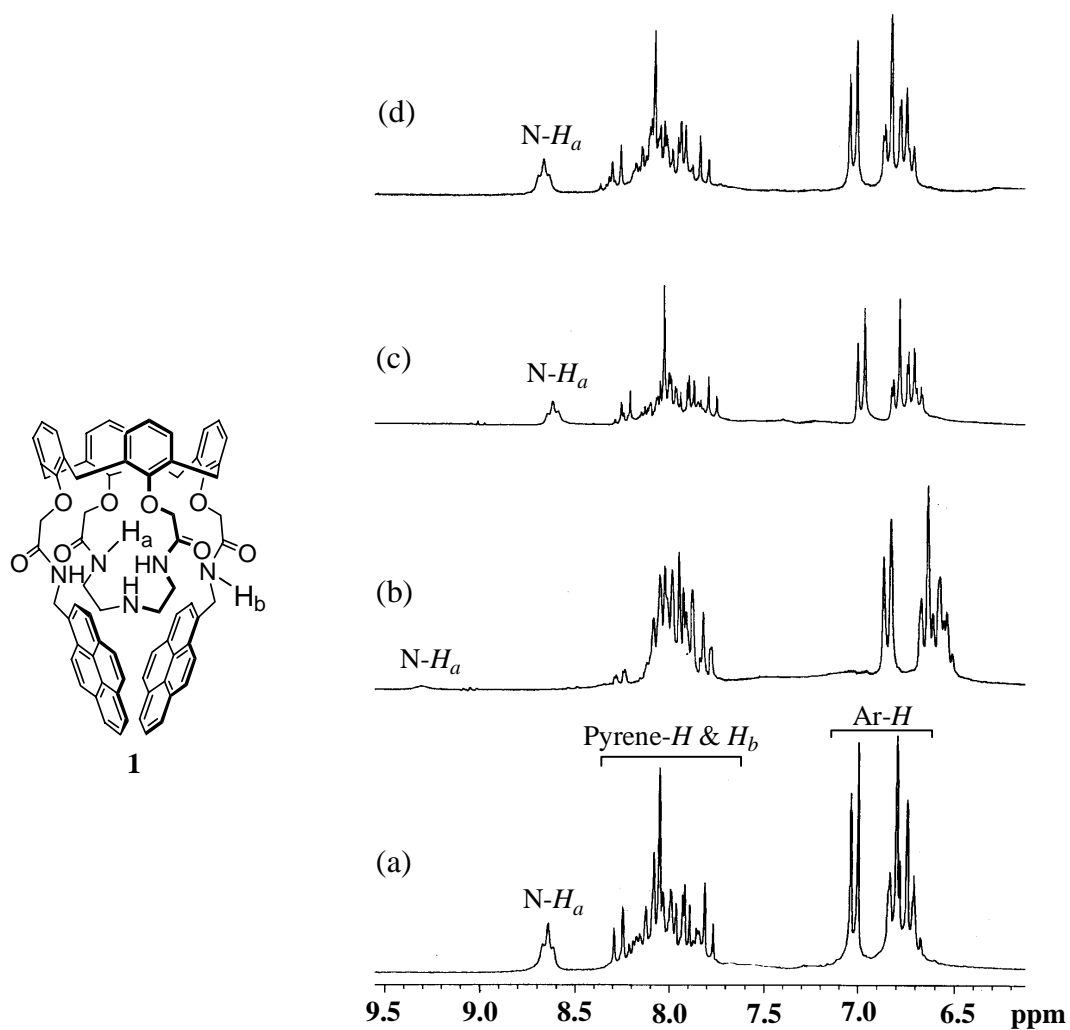 (d)
N-Ha
(c)
N-Ha
(b)
N-Ha
Pyrene-H & Hb
Ar-H
(a)
N-Ha
9.5 9.0 8.5 8.0 7.5 7.0 6.5 ppm
O O O O
Ha
O N O O
NH HN N
H Hb
N
1